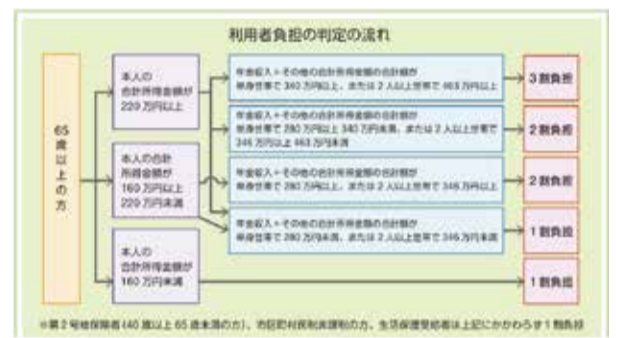 利用者負担の判定の流れ
65歳以上の方
本人の
合計所得金額が
220万円以上
本人の合計
所得金額が
160万円以上
220万円未満
本人の
合計所得金額が
160万円未満
年金収入+その他の合計所得金額の合計額が
単身世帯で340万円以上、または2人以上世帯で463万円以上
年金収入+その他の合計所得金額の合計額が
単身世帯で280万円以上340万円未満、または2人以上世帯で
346万円以上463万円未満
年金収入+その他の合計所得金額の合計額が
単身世帯で280万円以上、または2人以上世帯で346万円以上
年金収入+その他の合計所得金額の合計額が
単身世帯で280万円未満、または2人以上世帯で346万円未満
3割負担
2割負担
2割負担
1割負担
1割負担
※第2号被保険者(40歳以上65歳未満の方)、市区町村民税非課税の方、生活保護受給者は上記にかかわらず1割負担